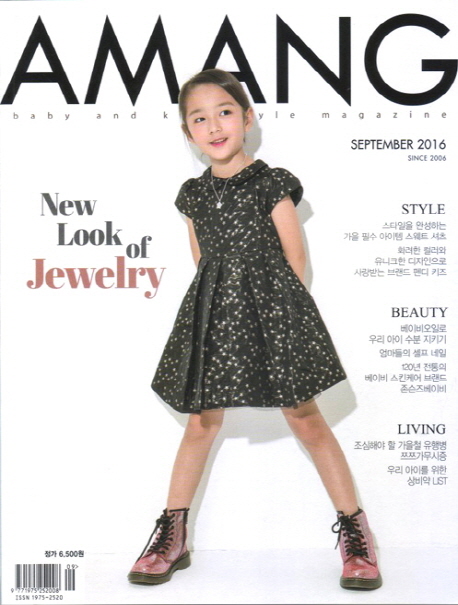 AMANG
baby and k style magazine
SEPTEMBER 2016
SINCE 2006
New
Look
of
Jewelry
STYLE
스타일을 완성하는
가을 필수 아이템 스웨트 셔츠
화려한 컬러와
유니크한 디자인으로
사랑받는 브랜드 펜디 키즈
BEAUTY
베이비오일로
우리 아이 수분 지키기
엄마들의 셀프 네일
120년 전통의
베이비 스킨케어 브랜드
존슨즈베이비
LIVING
조심해야 할 가을철 유행병
쯔쯔가무시증
우리 아이를 위한
상비약 LIST
정가 6,500원
09
9 771975 252008
ISSN 1975-2520